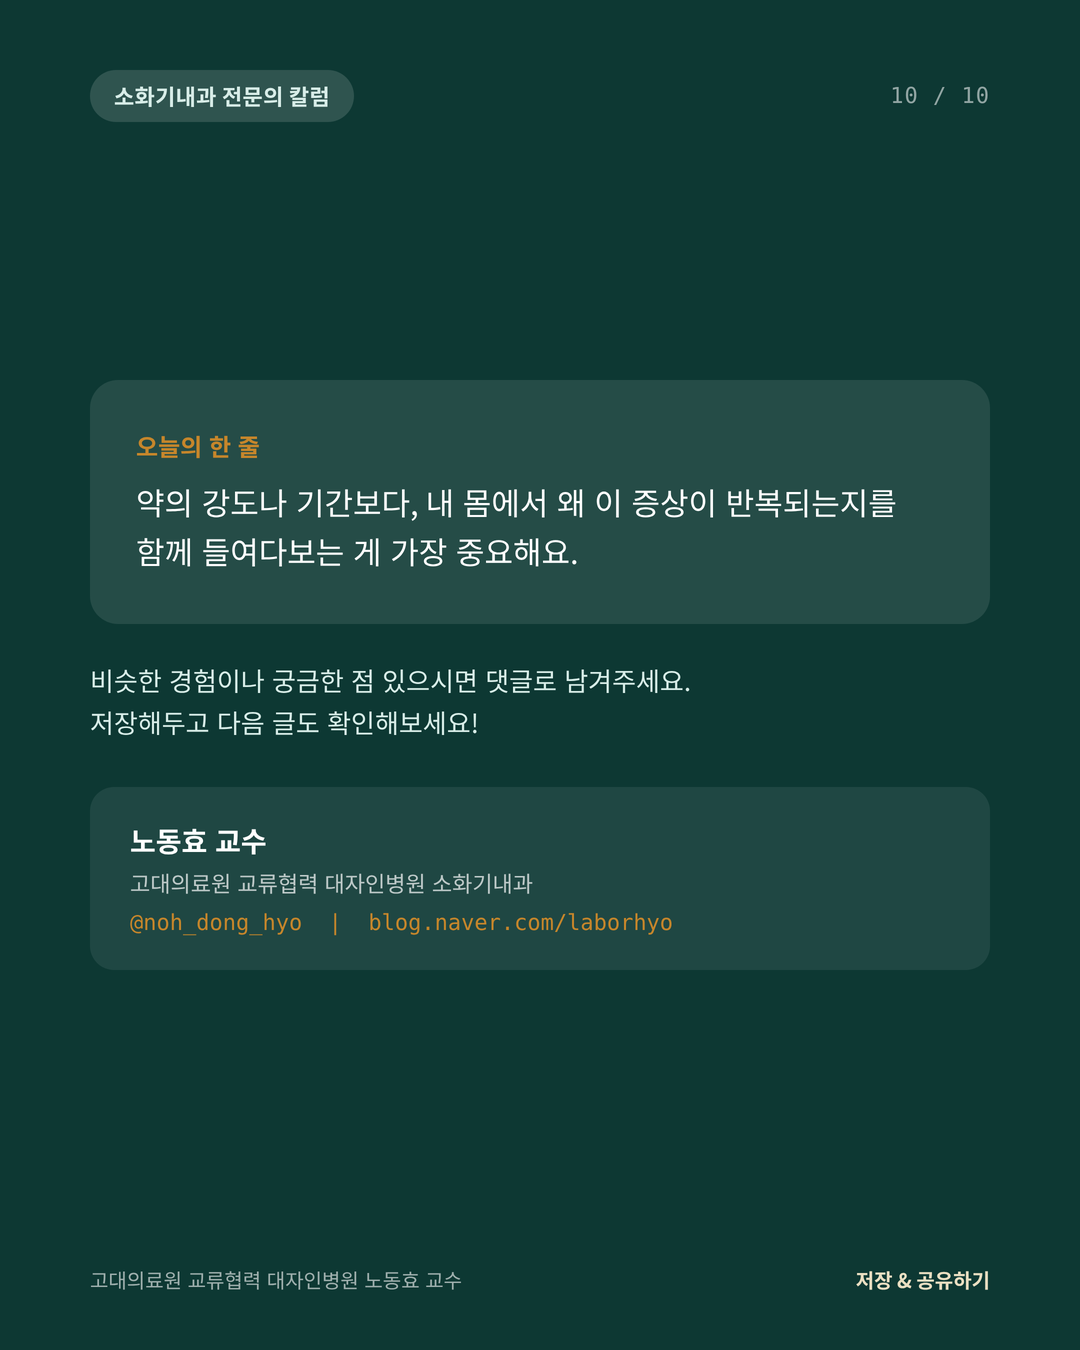 소화기내과 전문의 칼럼
10 / 10
오늘의 한 줄
약의 강도나 기간보다, 내 몸에서 왜 이 증상이 반복되는지를
함께 들여다보는 게 가장 중요해요.
비슷한 경험이나 궁금한 점 있으시면 댓글로 남겨주세요.
저장해두고 다음 글도 확인해보세요!
노동효 교수
고대의료원 교류협력 대자인병원 소화기내과
@noh_dong_hyo | blog.naver.com/laborhyo
고대의료원 교류협력 대자인병원 노동효 교수
저장 & 공유하기